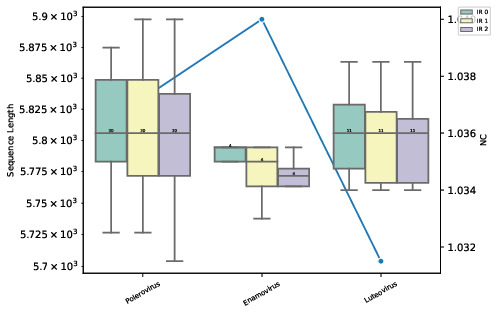 5.9 × 10³
5.875 × 10³
5.85 × 10³
5.825 × 10³
5.8 × 10³
5.775 × 10³
5.75 × 10³
5.725 × 10³
5.7 × 10³
Sequence Length
30
30
30
4
4
4
11
11
11
Polerovirus
Enamovirus
Luteovirus
1.038
1.036
1.034
1.032
NC
IR 0
IR 1
IR 2